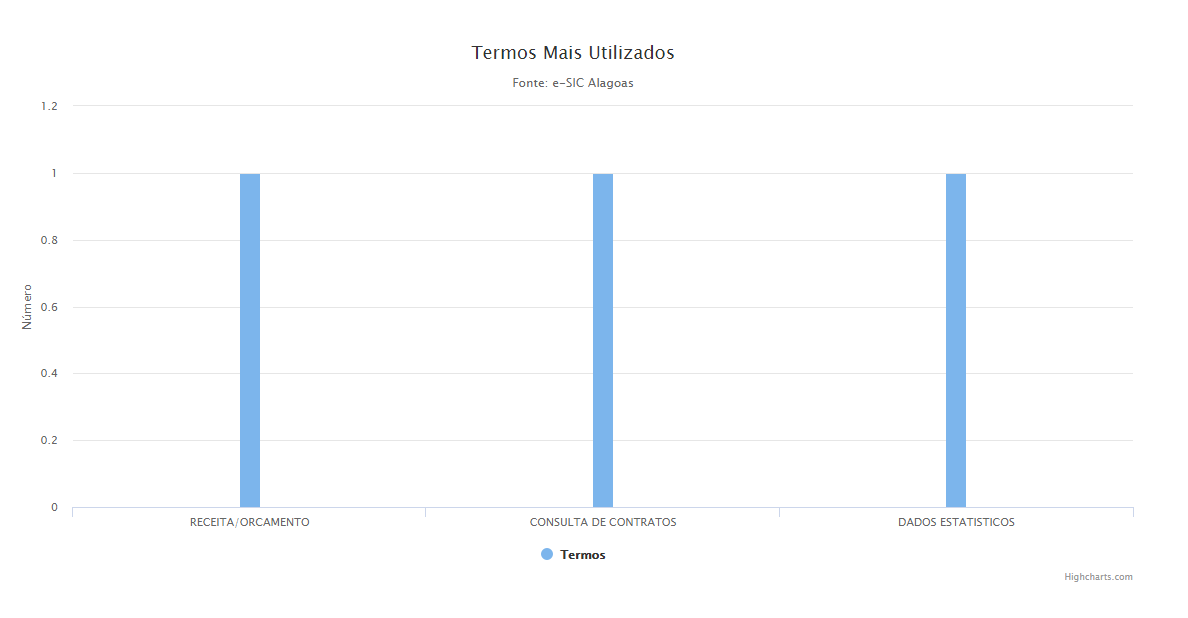 Termos Mais Utilizados
Fonte: e-SIC Alagoas
1.2
1
0.8
0.6
0.4
0.2
0
Número
RECEITA/ORCAMENTO
CONSULTA DE CONTRATOS
DADOS ESTATISTICOS
Termos
Highcharts.com